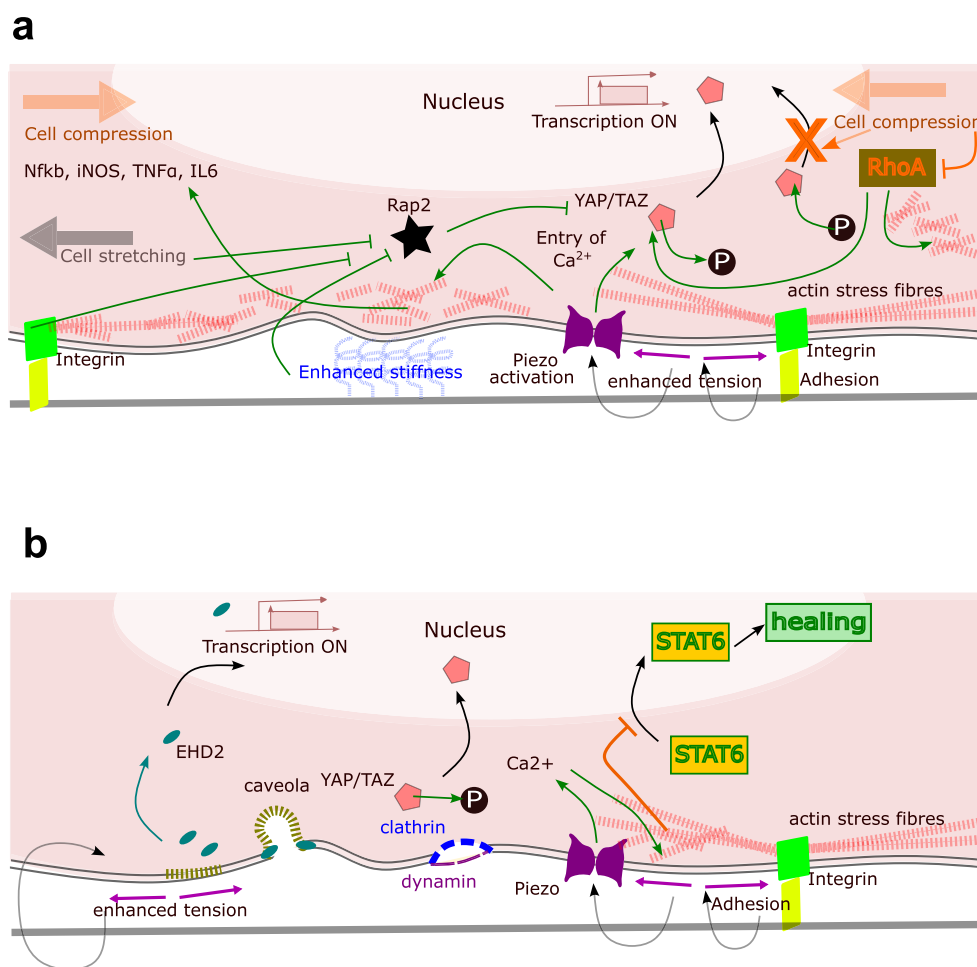 a
Nucleus
Transcription ON
Cell compression
Cell compression
Nfkb, iNOS, TNFα, IL6
RhoA
Rap2
YAP/TAZ
P
P
Cell stretching
Entry of
Ca2+
actin stress fibres
Integrin
Enhanced stiffness
Piezo
activation
enhanced tension
Integrin
Adhesion
b
Transcription ON
Nucleus
STAT6
healing
EHD2
STAT6
caveola
YAP/TAZ
P
Ca2+
clathrin
actin stress fibres
dynamin
Piezo
Integrin
enhanced tension
Adhesion